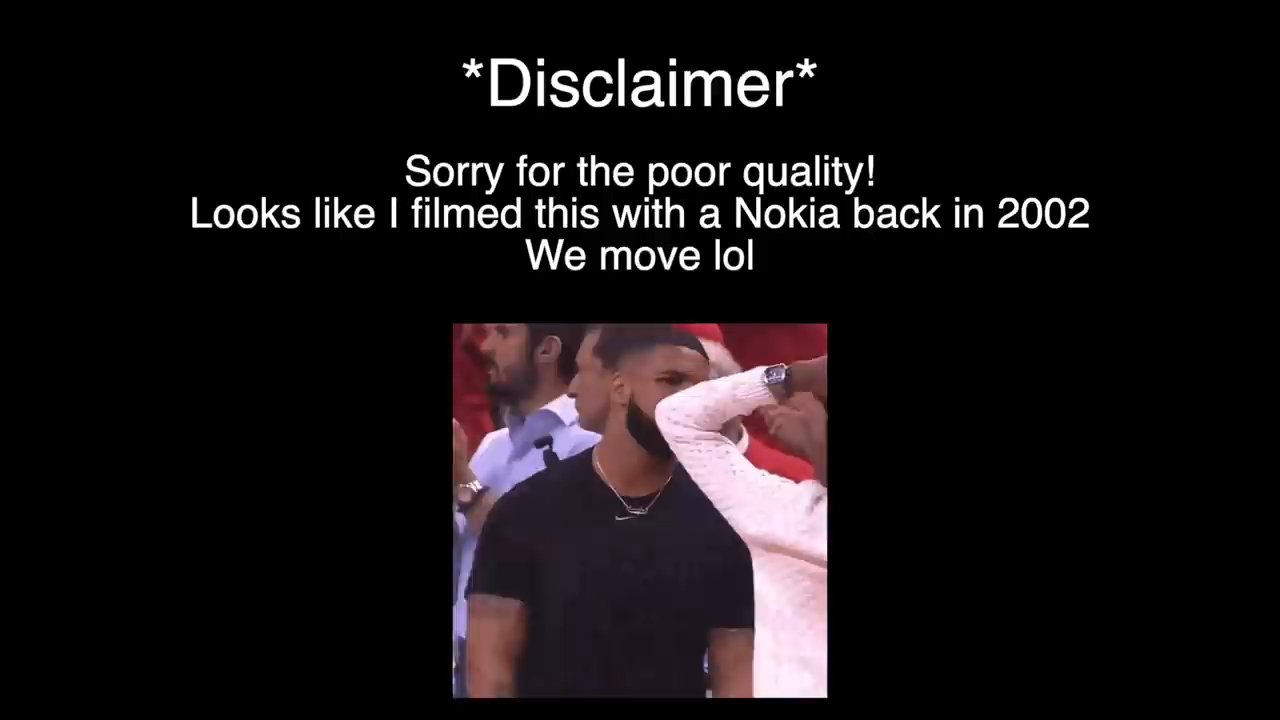 *Disclaimer*
Sorry for the poor quality!
Looks like I filmed this with a Nokia back in 2002
We move lol